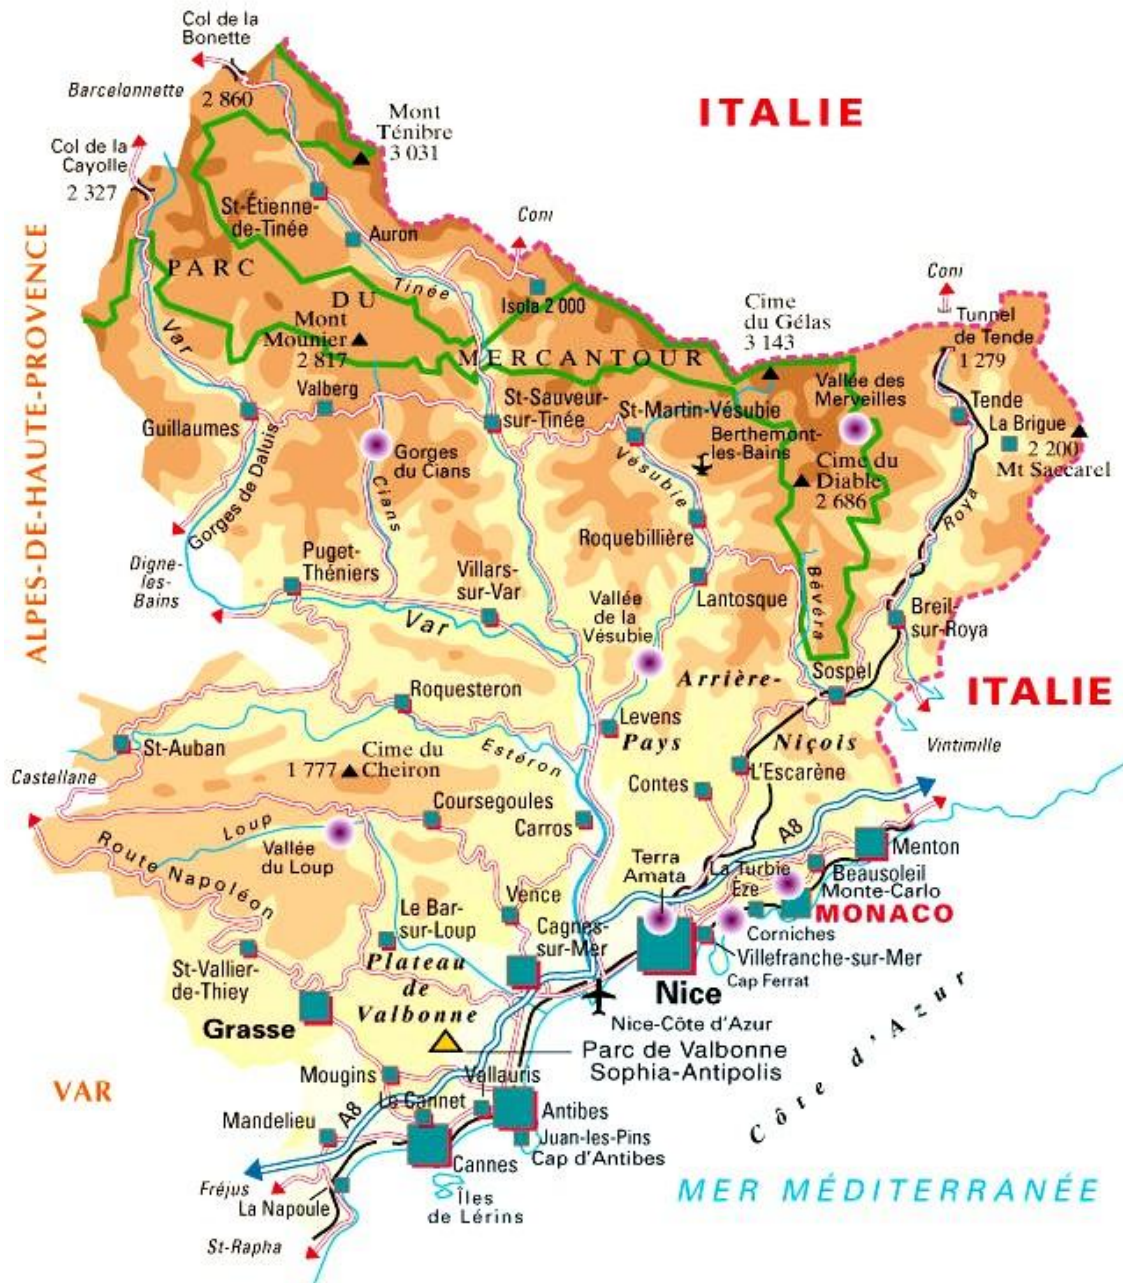 Col de la
Bonette
Barcelonnette
2 860
ITALIE
Mont
Ténibre
3 031
Col de la
Cayolle
2 327
St-Étienne-
de-Tinée
Auron
Coni
PARC
Tinée
DU
Isola 2 000
Coni
Cime
du Gélas
3 143
Tunnel
de Tende
1 279
ALPES-DE-HAUTE-PROVENCE
Var
Mont
Mounier
2 817
MERCANTOUR
Valberg
St-Sauveur-
sur-Tinée
St-Martin-Vésubie
Vallée des
Merveilles
Tende
La Brigue
2 200
Mt Saccarel
Guillaumes
Gorges de Daluis
Gorges
du Cians
Cians
Vésubie
Berthemont-
les-Bains
Cime du
Diable
2 686
Roya
Roquebillière
Digne-
les-
Bains
Puget-
Théniers
Villars-
sur-Var
Var
Vallée
de la
Vésubie
Lantosque
Bévéra
Breil-
sur-Roya
Sospel
Arrière-
Pays
Niçois
ITALIE
Vintimille
Roquesteron
Levens
St-Auban
Estéron
Castellane
1 777
Cime du
Cheiron
Contes
L'Escarène
Coursegoules
Carros
A8
Loup
Route Napoléon
Vallée
du Loup
Terra
Amata
La Turbie
Eze
Menton
Beausoleil
Monte-Carlo
MONACO
Vence
Le Bar-
sur-Loup
Cagnes-
sur-Mer
Corniches
Villefranche-sur-Mer
Cap Ferrat
St-Vallier-
de-Thiey
Plateau
de
Valbonne
Nice
Grasse
Nice-Côte d'Azur
Parc de Valbonne
Sophia-Antipolis
Côte d'Azur
VAR
Mougins
Vallauris
Le Cannet
Mandelieu
A8
Antibes
Juan-les-Pins
Cap d'Antibes
Cannes
Fréjus
La Napoule
Îles
de Lérins
MER MÉDITERRANÉE
St-Rapha